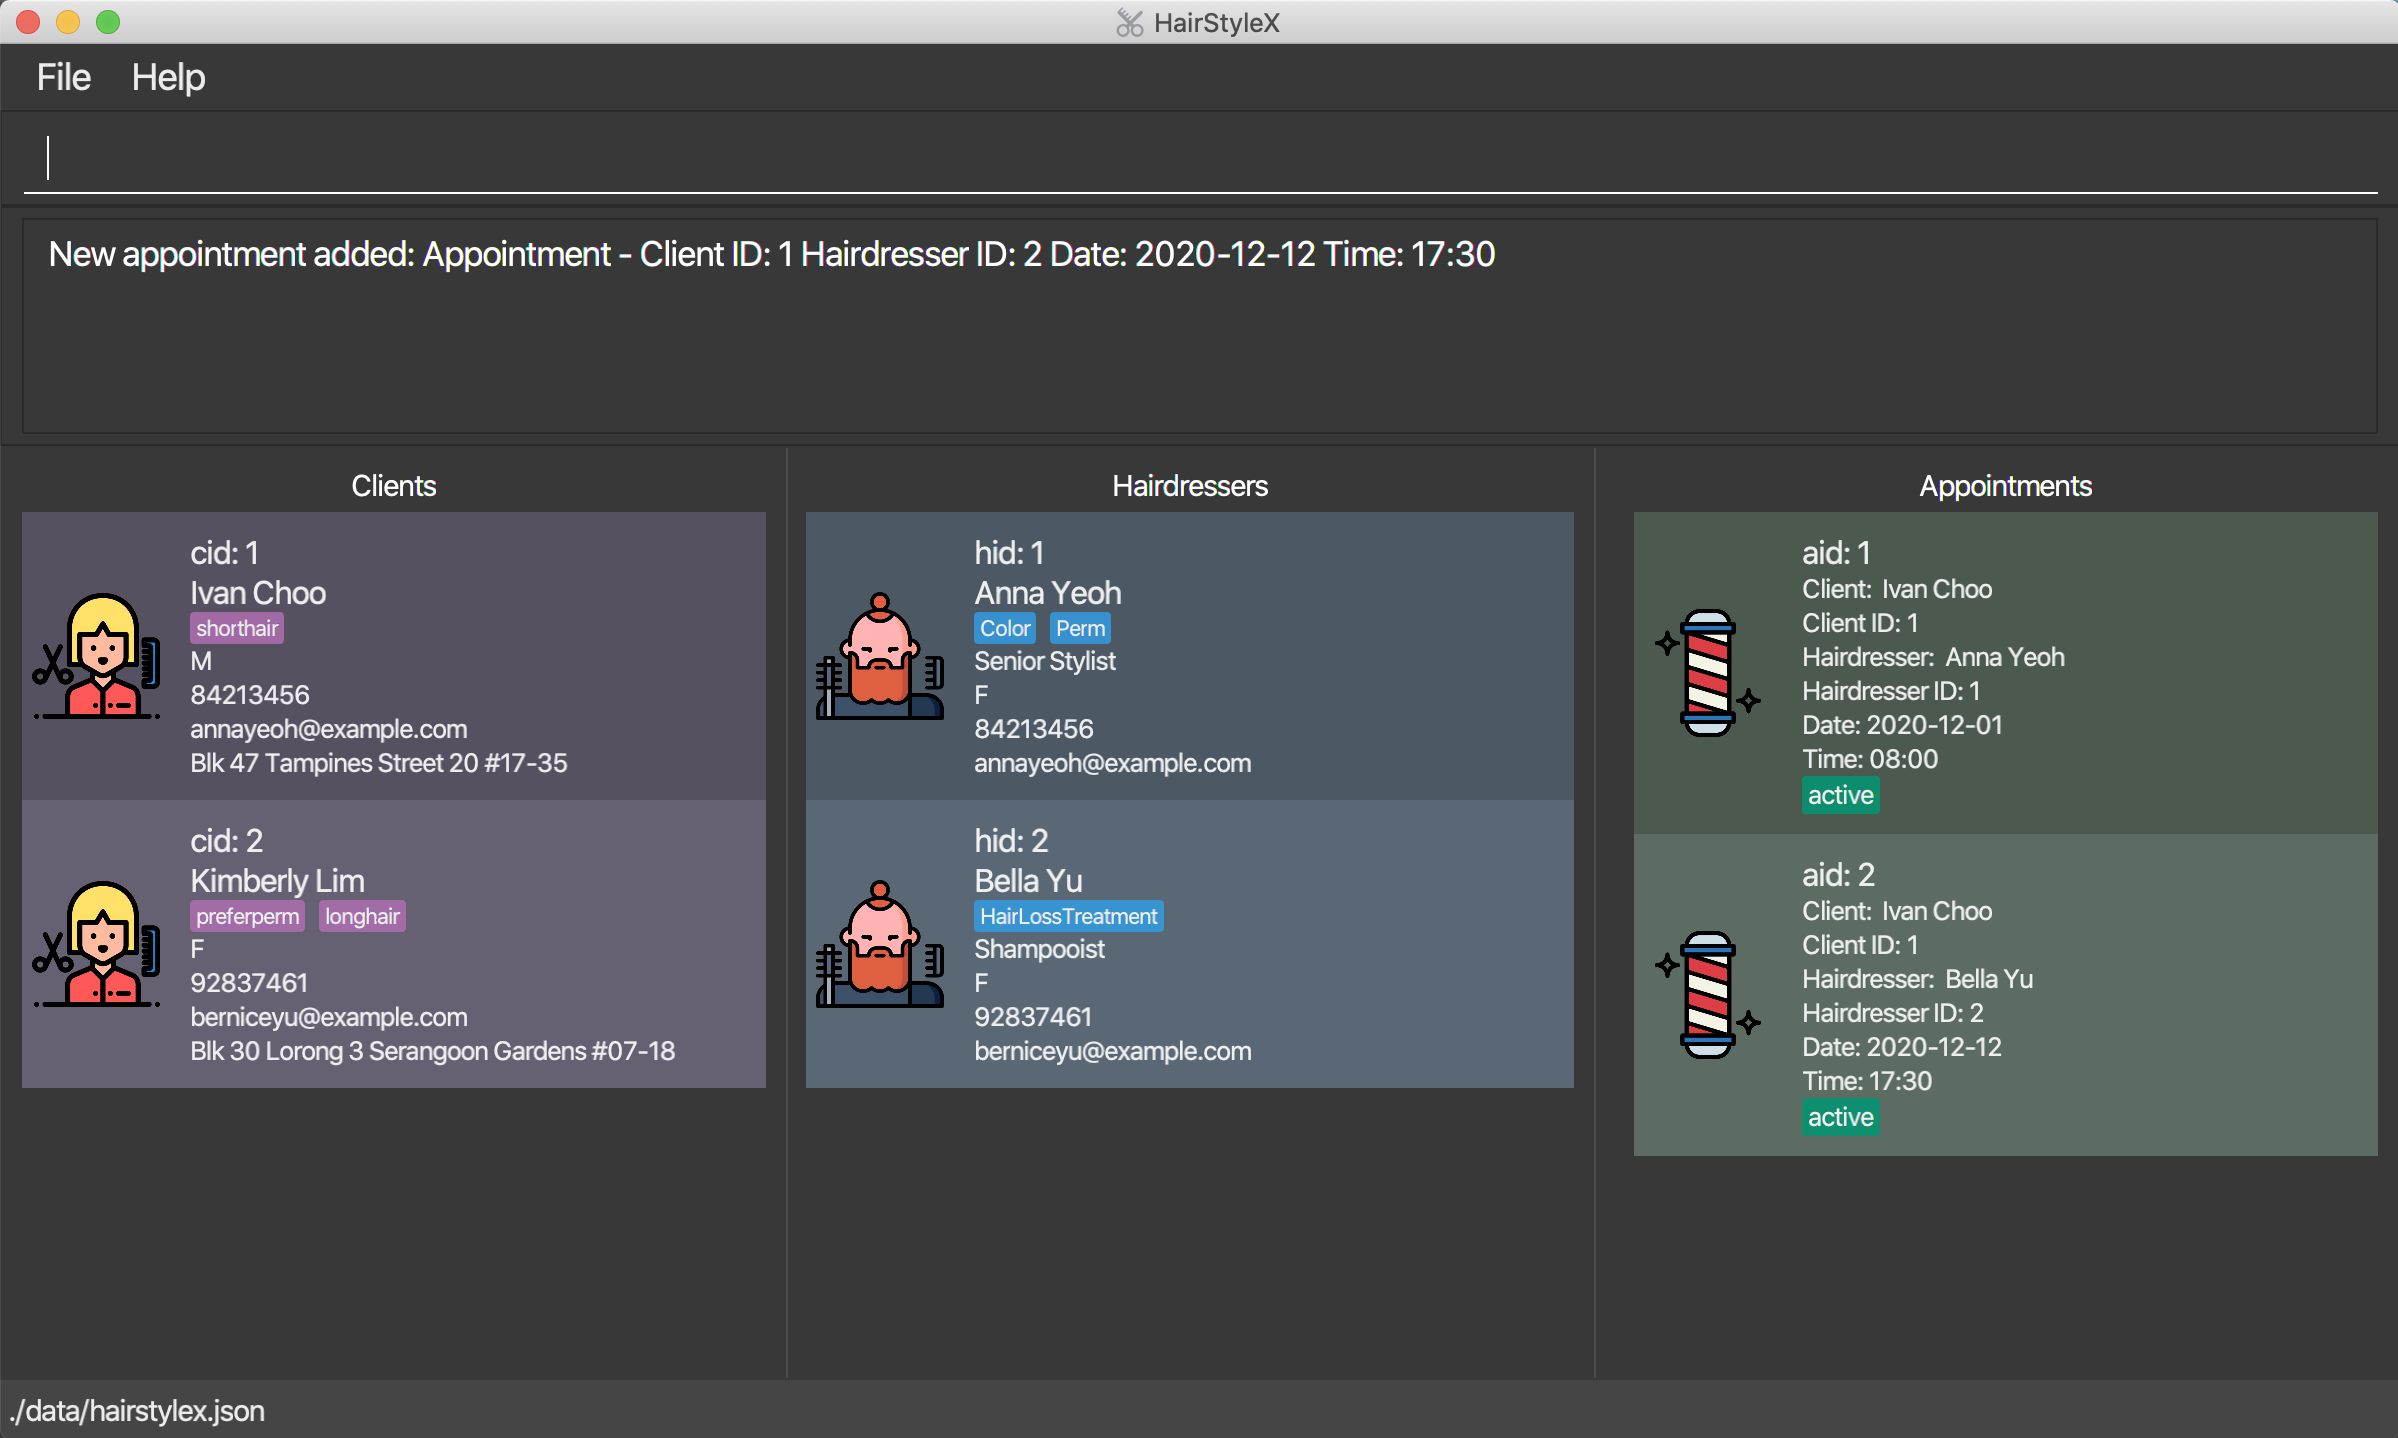 HairStyleX
File Help
New appointment added: Appointment - Client ID: 1 Hairdresser ID: 2 Date: 2020-12-12 Time: 17:30
Clients
cid: 1
Ivan Choo
shorthair
M
84213456
annayeoh@example.com
Blk 47 Tampines Street 20 #17-35
cid: 2
Kimberly Lim
preferperm longhair
F
92837461
berniceyu@example.com
Blk 30 Lorong 3 Serangoon Gardens #07-18
Hairdressers
hid: 1
Anna Yeoh
Color Perm
Senior Stylist
F
84213456
annayeoh@example.com
hid: 2
Bella Yu
HairLossTreatment
Shampooist
F
92837461
berniceyu@example.com
Appointments
aid: 1
Client: Ivan Choo
Client ID: 1
Hairdresser: Anna Yeoh
Hairdresser ID: 1
Date: 2020-12-01
Time: 08:00
active
aid: 2
Client: Ivan Choo
Client ID: 1
Hairdresser: Bella Yu
Hairdresser ID: 2
Date: 2020-12-12
Time: 17:30
active
./data/hairstylex.json